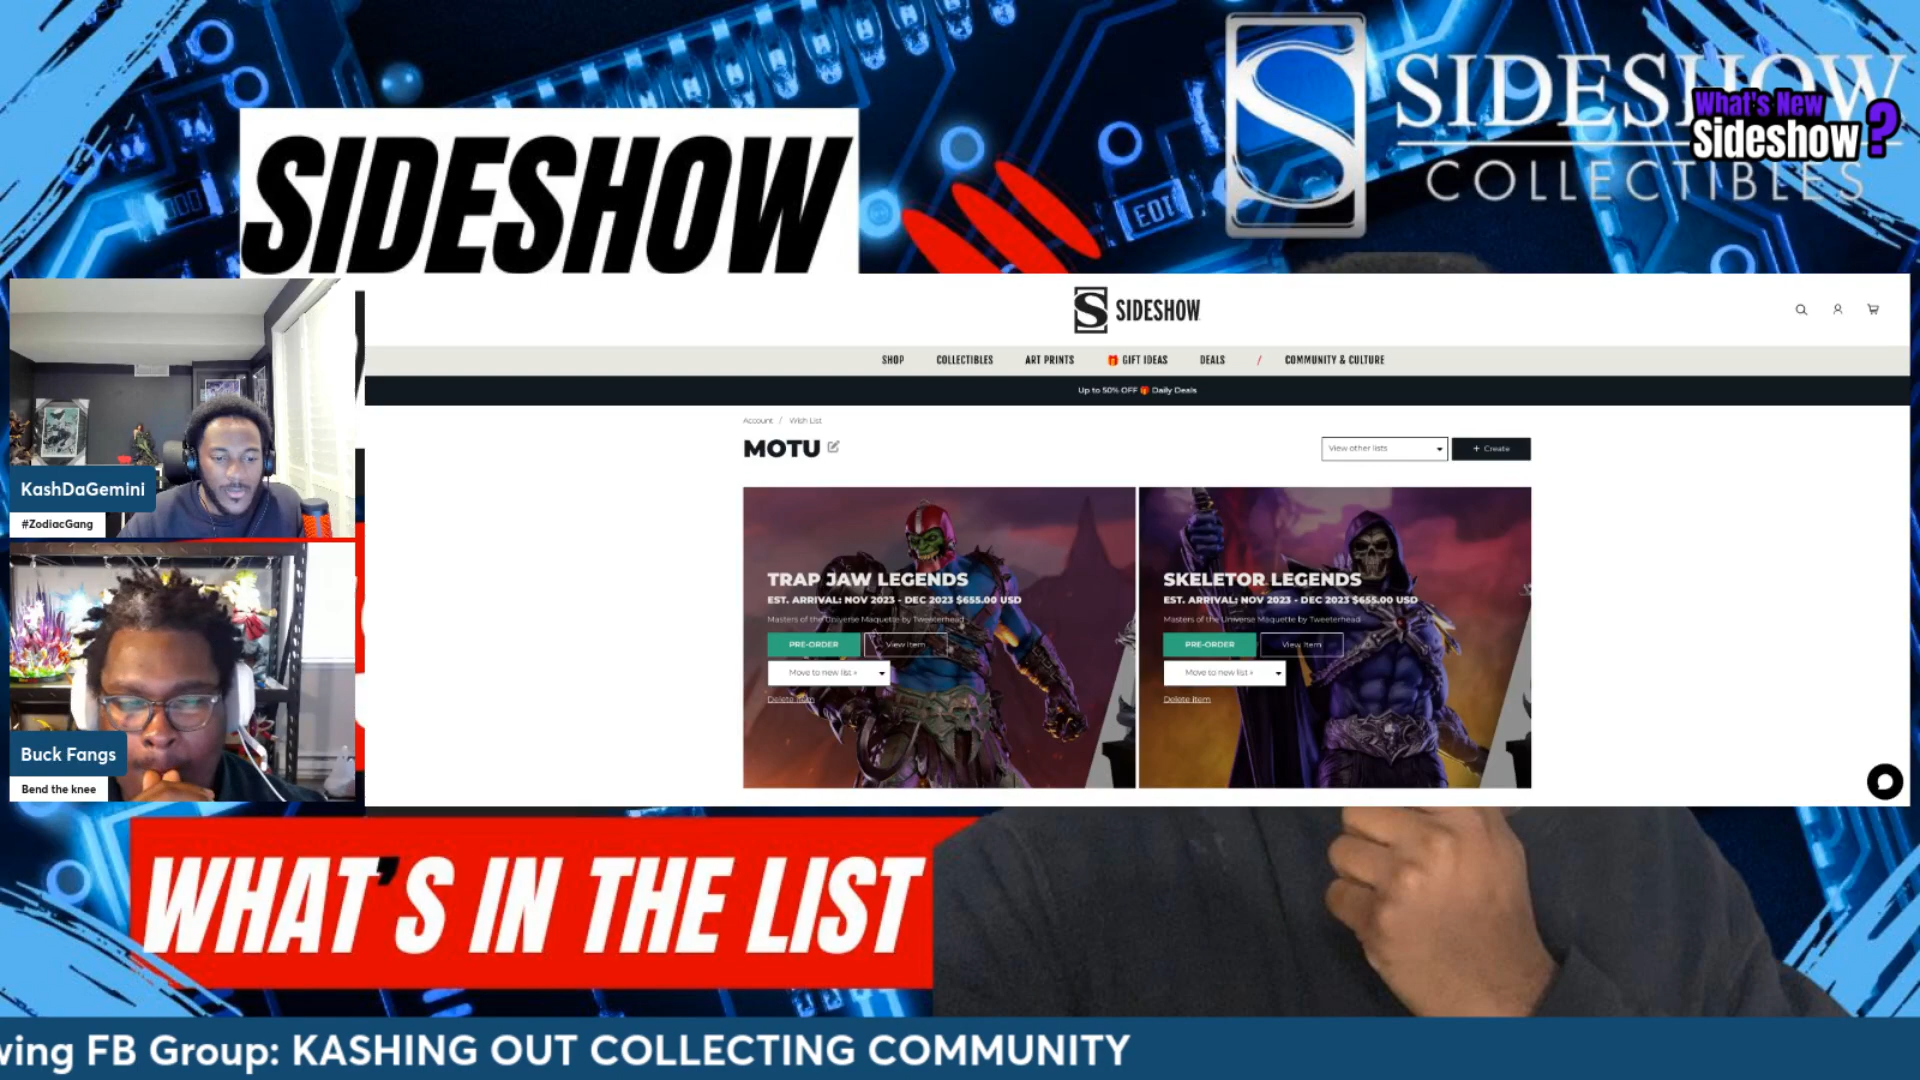 SIDESHOW
COLLECTIBLES
What's New
Sideshow?
SIDESHOW
EDT
SIDESHOW
SHOP COLLECTIBLES ART PRINTS GIFT IDEAS DEALS / COMMUNITY & CULTURE
Up to 50% OFF Daily Deals
Account / Wish List
MOTU
View other lists
+ Create
TRAP JAW LEGENDS
EST. ARRIVAL: NOV 2023 - DEC 2023 $655.00 USD
Masters of the Universe Maquette by Tweeterhead
PRE-ORDER View Item
Move to new list »
Delete item
SKELETOR LEGENDS
EST. ARRIVAL: NOV 2023 - DEC 2023 $655.00 USD
Masters of the Universe Maquette by Tweeterhead
PRE-ORDER View Item
Move to new list »
Delete item
KashDaGemini
#ZodiacGang
Buck Fangs
Bend the knee
WHAT'S IN THE LIST
wing FB Group: KASHING OUT COLLECTING COMMUNITY